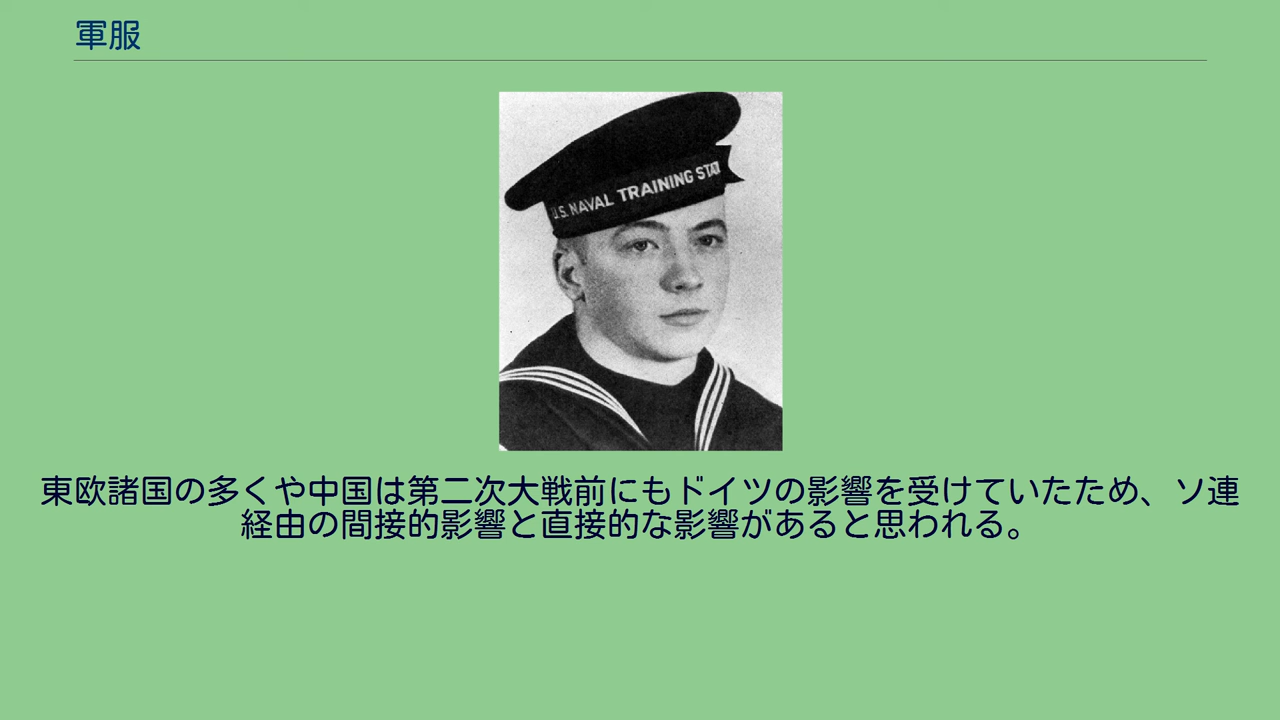 軍服
U.S. NAVAL TRAINING STA
東欧諸国の多くや中国は第二次大戦前にもドイツの影響を受けていたため、ソ連
経由の間接的影響と直接的な影響があると思われる。